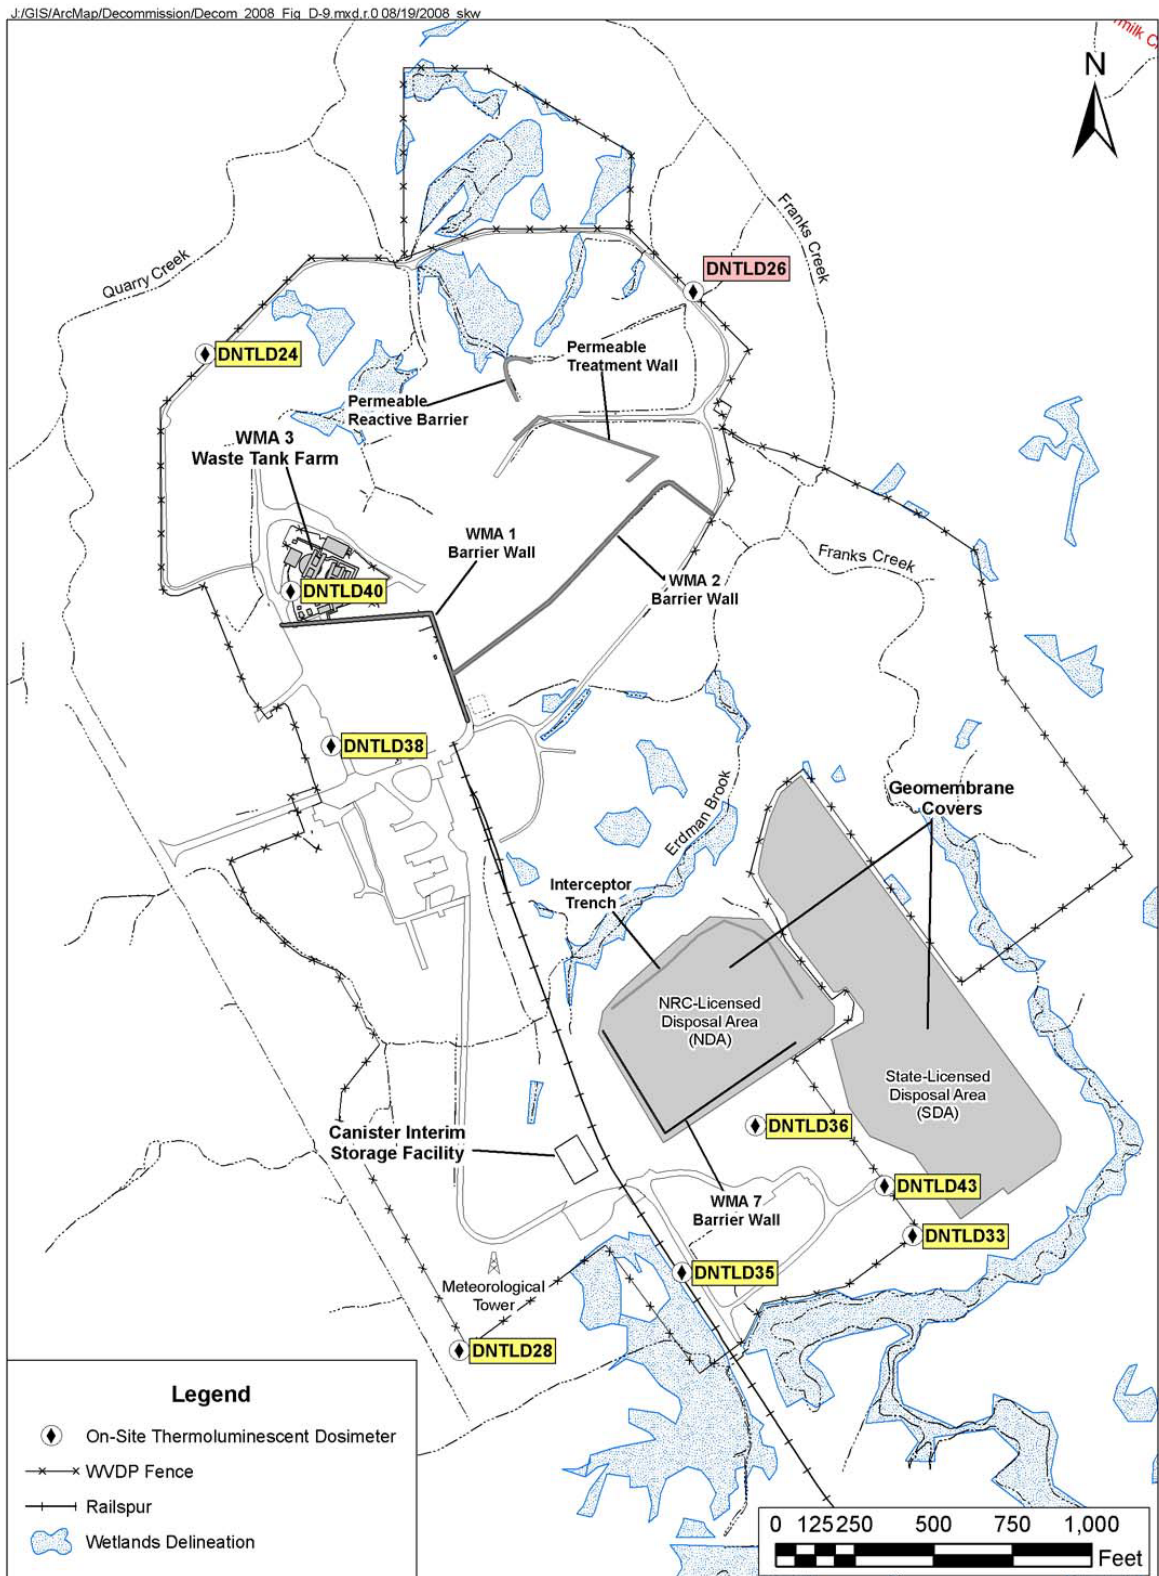 J:/GIS/ArcMap/Decommission/Decom_2008_Fig_D-9.mxd,r.0 08/19/2008_skw
N
Franks Creek
Quarry Creek
DNTLD26
DNTLD24
Permeable
Treatment Wall
Permeable
Reactive Barrier
WMA 3
Waste Tank Farm
WMA 1
Barrier Wall
Franks Creek
WMA 2
Barrier Wall
DNTLD40
DNTLD38
Geomembrane
Covers
Erdman Brook
Interceptor
Trench
NRC-Licensed
Disposal Area
(NDA)
State-Licensed
Disposal Area
(SDA)
DNTLD36
Canister Interim
Storage Facility
DNTLD43
WMA 7
Barrier Wall
DNTLD33
DNTLD35
Meteorological
Tower
DNTLD28
Legend
On-Site Thermoluminescent Dosimeter
WVDP Fence
Railspur
Wetlands Delineation
0 125 250 500 750 1,000
Feet